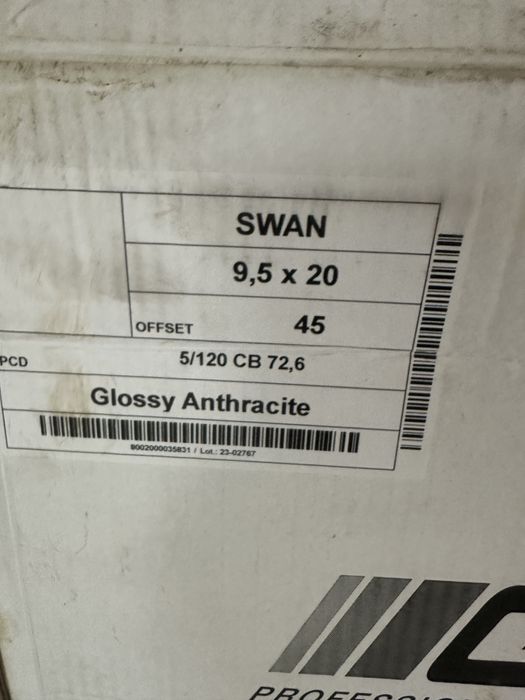 SWAN
9,5 x 20
OFFSET 45
PCD 5/120 CB 72,6
Glossy Anthracite
8002000035831 / Lot.: 23-02767